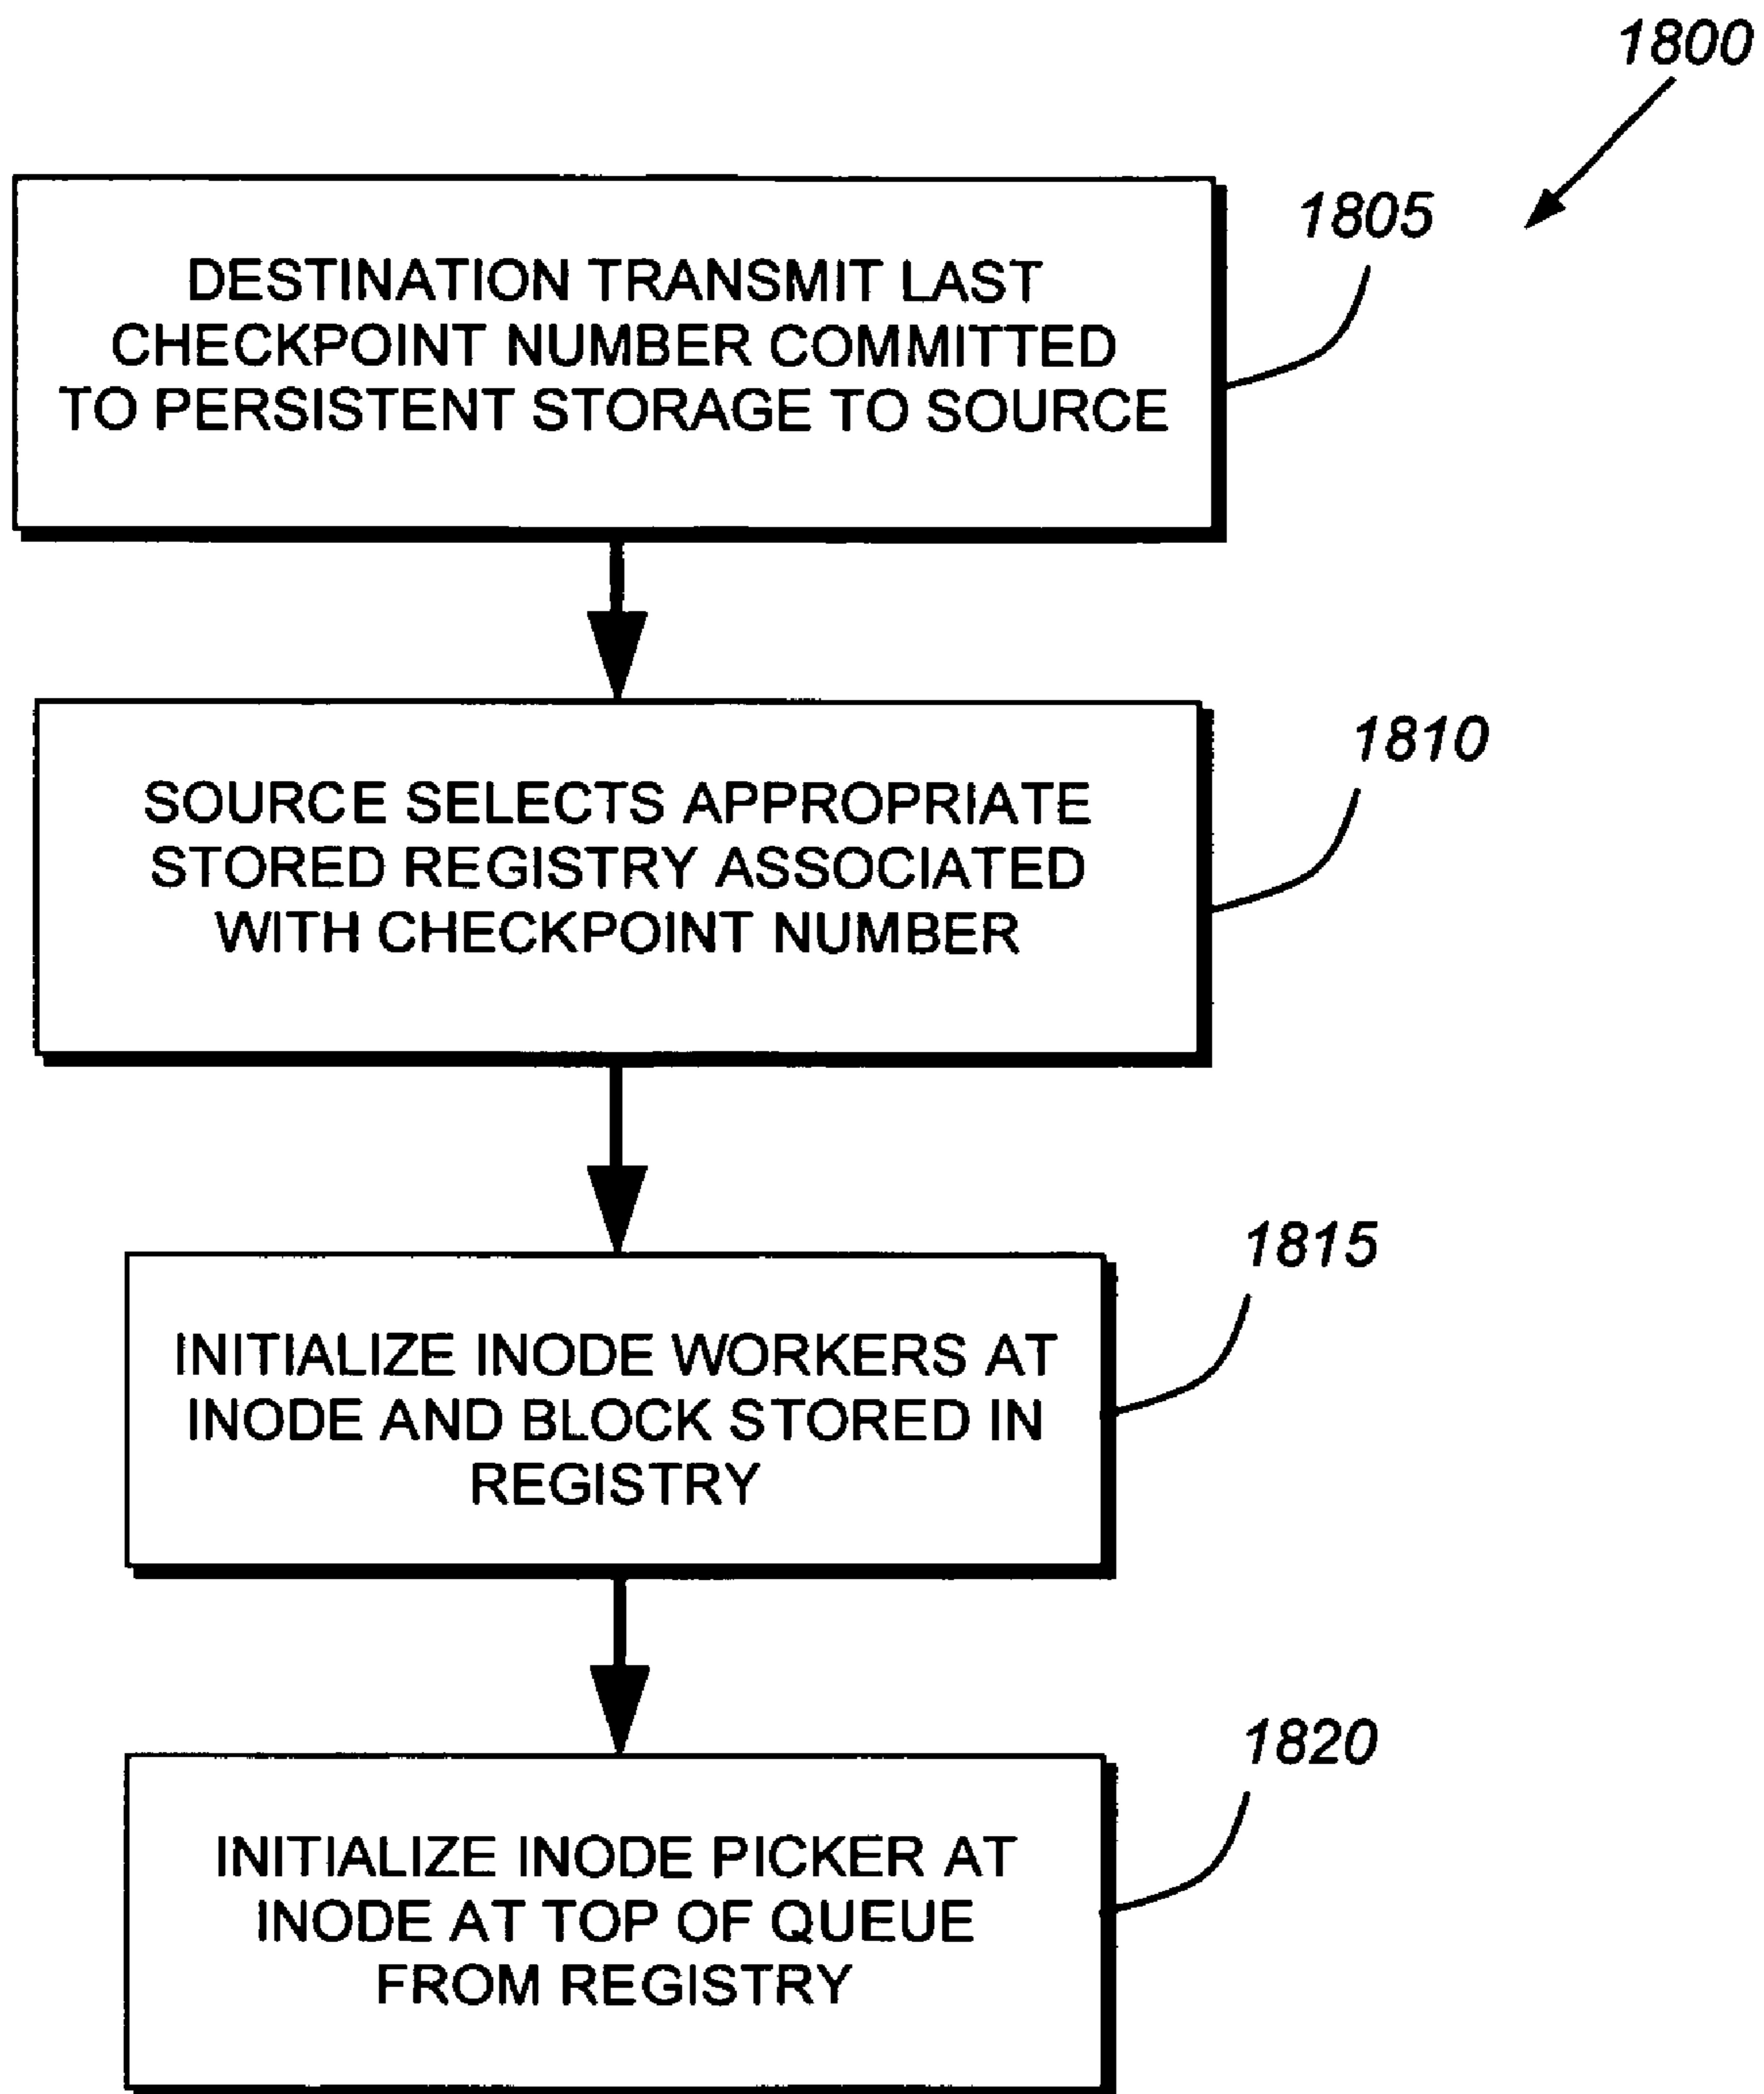 1800
1805
DESTINATION TRANSMIT LAST
CHECKPOINT NUMBER COMMITTED
TO PERSISTENT STORAGE TO SOURCE
1810
SOURCE SELECTS APPROPRIATE
STORED REGISTRY ASSOCIATED
WITH CHECKPOINT NUMBER
1815
INITIALIZE INODE WORKERS AT
INODE AND BLOCK STORED IN
REGISTRY
1820
INITIALIZE INODE PICKER AT
INODE AT TOP OF QUEUE
FROM REGISTRY